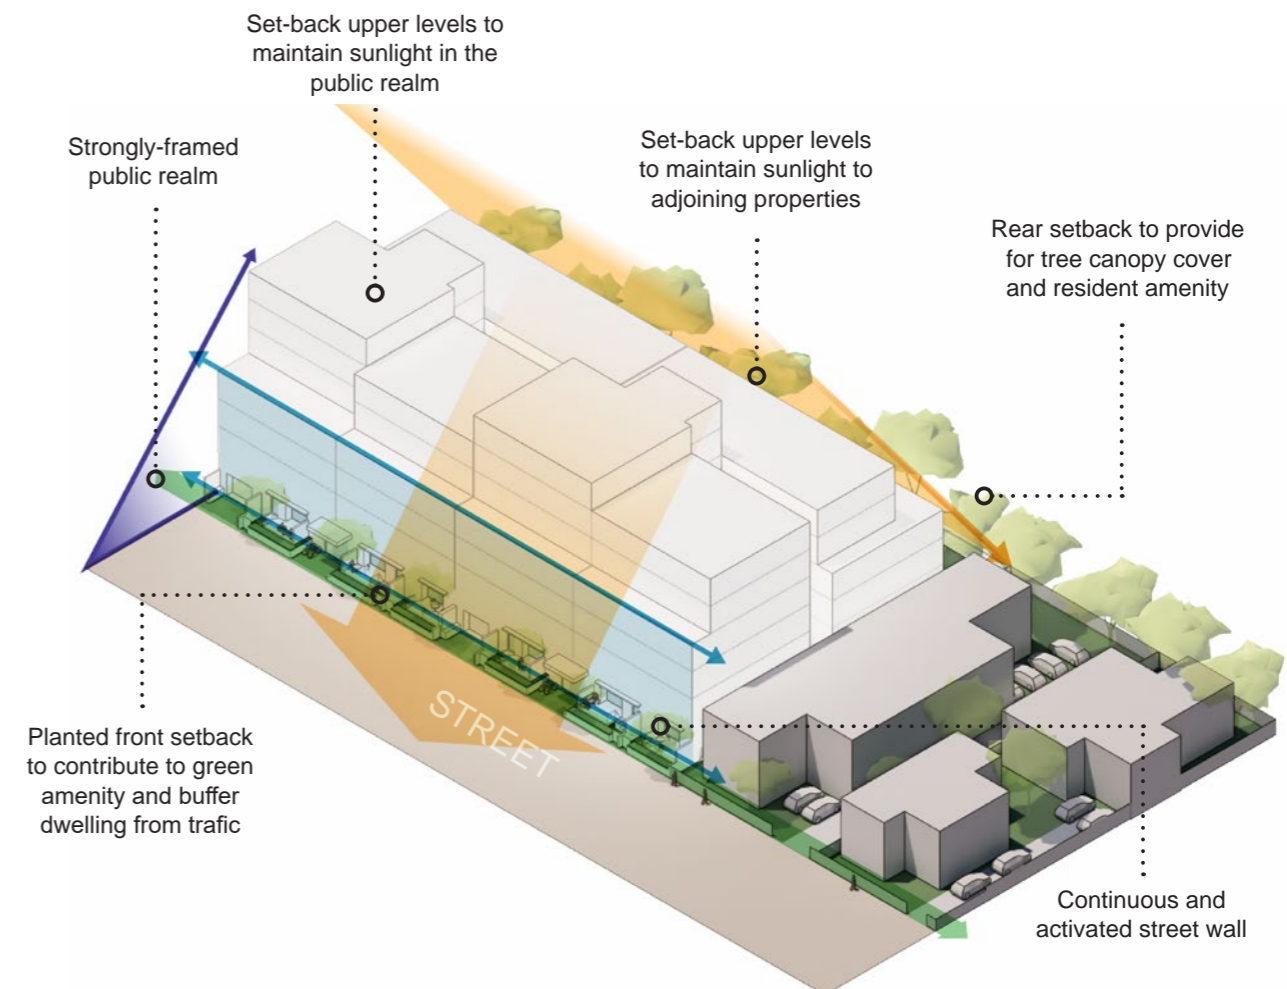 Set-back upper levels to
maintain sunlight in the
public realm
Strongly-framed
public realm
Set-back upper levels
to maintain sunlight to
adjoining properties
Rear setback to provide
for tree canopy cover
and resident amenity
STREET
Planted front setback
to contribute to green
amenity and buffer
dwelling from trafic
Continuous and
activated street wall